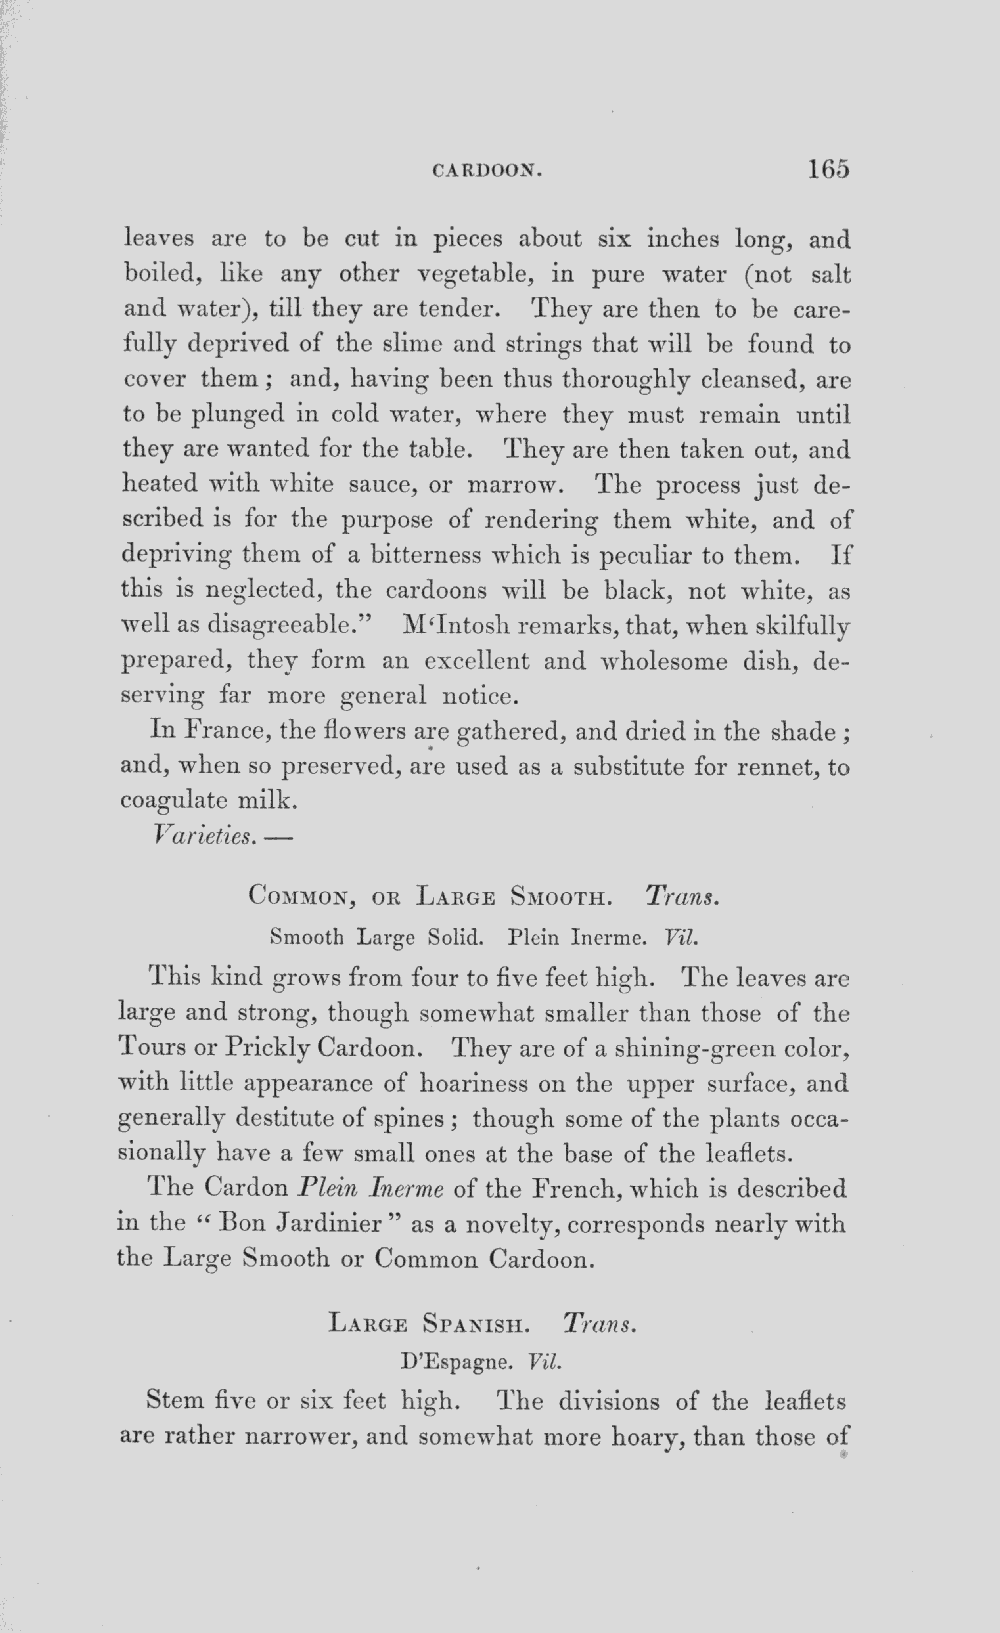 CARDOON. 165
leaves are to be cut in pieces about six inches long, and
boiled, like any other vegetable, in pure water (not salt
and water), till they are tender. They are then to be care-
fully deprived of the slime and strings that will be found to
cover them; and, having been thus thoroughly cleansed, are
to be plunged in cold water, where they must remain until
they are wanted for the table. They are then taken out, and
heated with white sauce, or marrow. The process just de-
scribed is for the purpose of rendering them white, and of
depriving them of a bitterness which is peculiar to them. If
this is neglected, the cardoons will be black, not white, as
well as disagreeable.” M‘Intosh remarks, that, when skilfully
prepared, they form an excellent and wholesome dish, de-
serving far more general notice.
In France, the flowers are gathered, and dried in the shade;
and, when so preserved, are used as a substitute for rennet, to
coagulate milk.
Varieties. —
COMMON, OR LARGE SMOOTH. Trans.
Smooth Large Solid. Plein Inerme. Vil.
This kind grows from four to five feet high. The leaves are
large and strong, though somewhat smaller than those of the
Tours or Prickly Cardoon. They are of a shining-green color,
with little appearance of hoariness on the upper surface, and
generally destitute of spines; though some of the plants occa-
sionally have a few small ones at the base of the leaflets.
The Cardon Plein Inerme of the French, which is described
in the “Bon Jardinier” as a novelty, corresponds nearly with
the Large Smooth or Common Cardoon.
LARGE SPANISH. Trans.
D’Espagne. Vil.
Stem five or six feet high. The divisions of the leaflets
are rather narrower, and somewhat more hoary, than those of